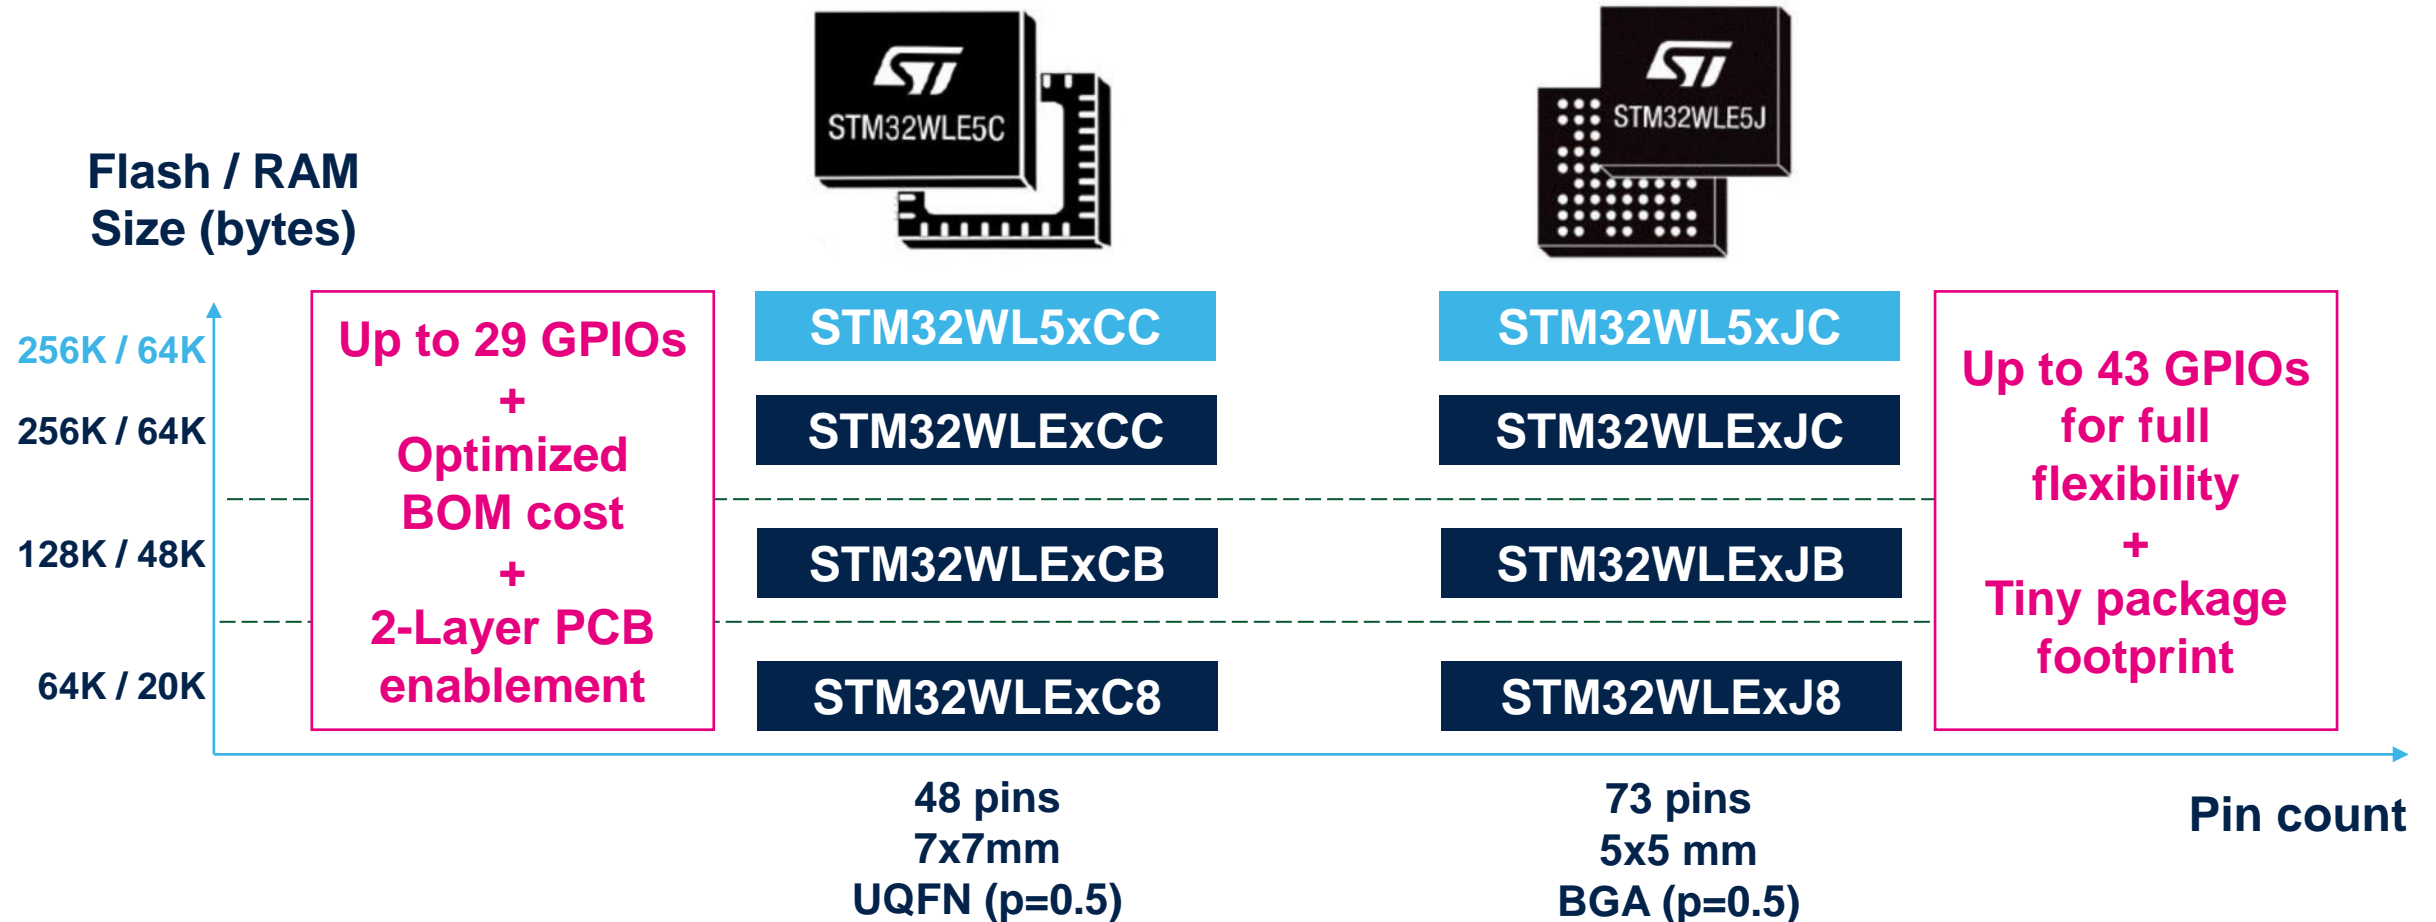 STM32WLE5C
STM32WLE5J
Flash / RAM
Size (bytes)
256K / 64K
256K / 64K
128K / 48K
64K / 20K
Up to 29 GPIOs
+
Optimized
BOM cost
+
2-Layer PCB
enablement
STM32WL5xCC
STM32WLExCC
STM32WLExCB
STM32WLExC8
STM32WL5xJC
STM32WLExJC
STM32WLExJB
STM32WLExJ8
Up to 43 GPIOs
for full
flexibility
+
Tiny package
footprint
48 pins
7x7mm
UQFN (p=0.5)
73 pins
5x5 mm
BGA (p=0.5)
Pin count